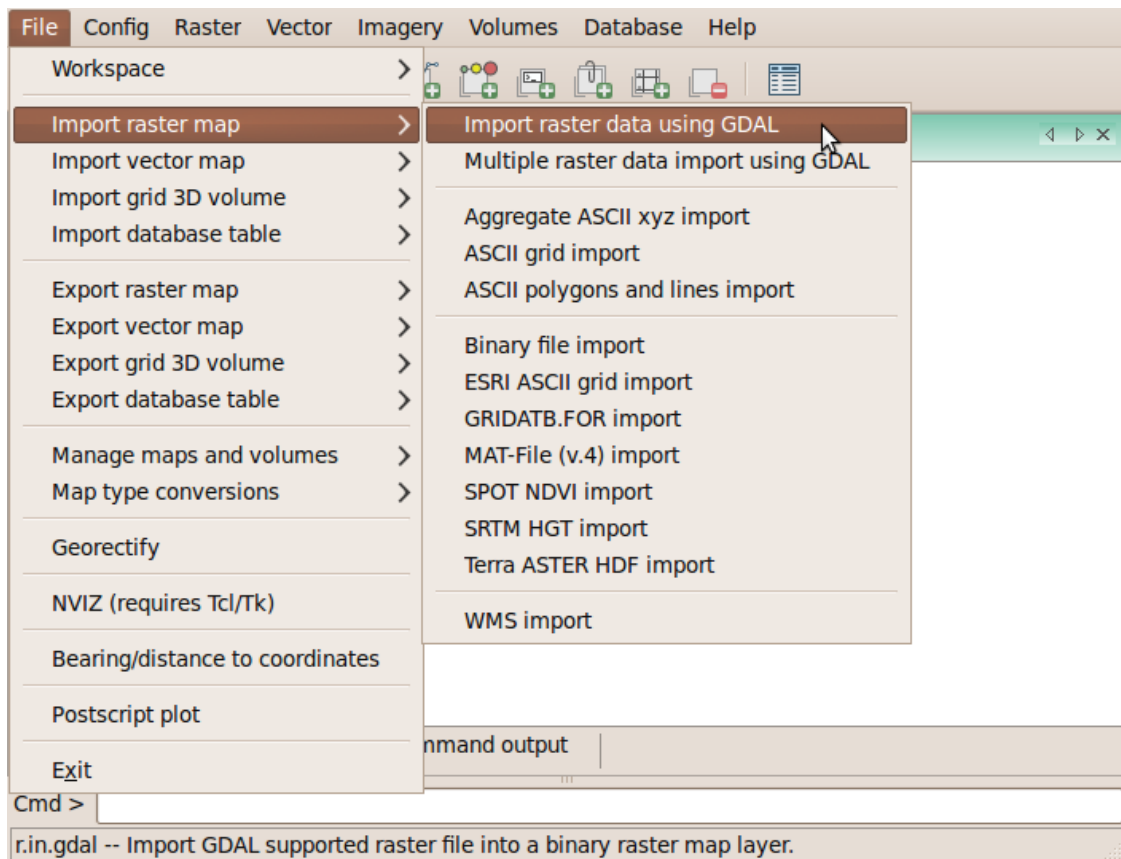 File Config Raster Vector Imagery Volumes Database Help
Workspace
Import raster map
Import vector map
Import grid 3D volume
Import database table
Export raster map
Export vector map
Export grid 3D volume
Export database table
Manage maps and volumes
Map type conversions
Georectify
NVIZ (requires Tcl/Tk)
Bearing/distance to coordinates
Postscript plot
Exit
Import raster data using GDAL
Multiple raster data import using GDAL
Aggregate ASCII xyz import
ASCII grid import
ASCII polygons and lines import
Binary file import
ESRI ASCII grid import
GRIDATB.FOR import
MAT-File (v.4) import
SPOT NDVI import
SRTM HGT import
Terra ASTER HDF import
WMS import
mmand output
Cmd >
r.in.gdal -- Import GDAL supported raster file into a binary raster map layer.